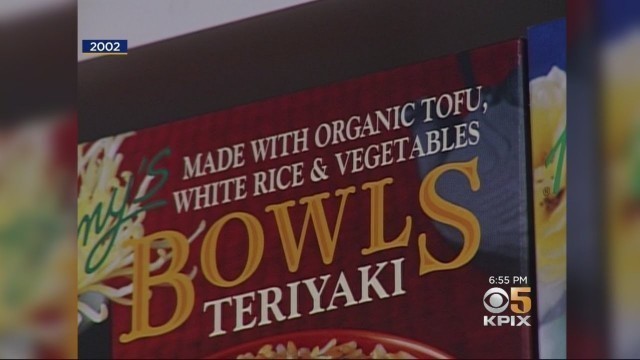 2002
MADE WITH ORGANIC TOFU,
WHITE RICE & VEGETABLES
BOWLS
TERIYAKI
6:55 PM
5
KPIX